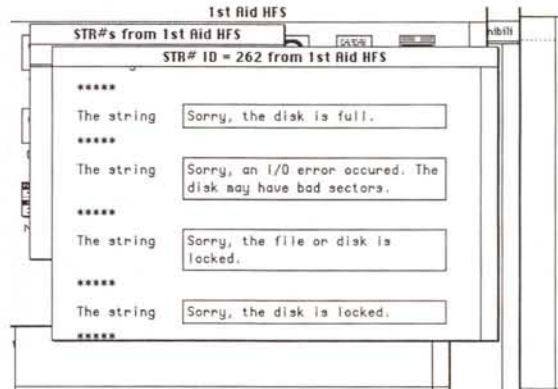 1st Aid HFS
STR#s from 1st Aid HFS
nibili
STR# ID = 262 from 1st Aid HFS
*****
The string
Sorry, the disk is full.
*****
The string
Sorry, an I/O error occured. The
disk may have bad sectors.
*****
The string
Sorry, the file or disk is
locked.
*****
The string
Sorry, the disk is locked.
*****